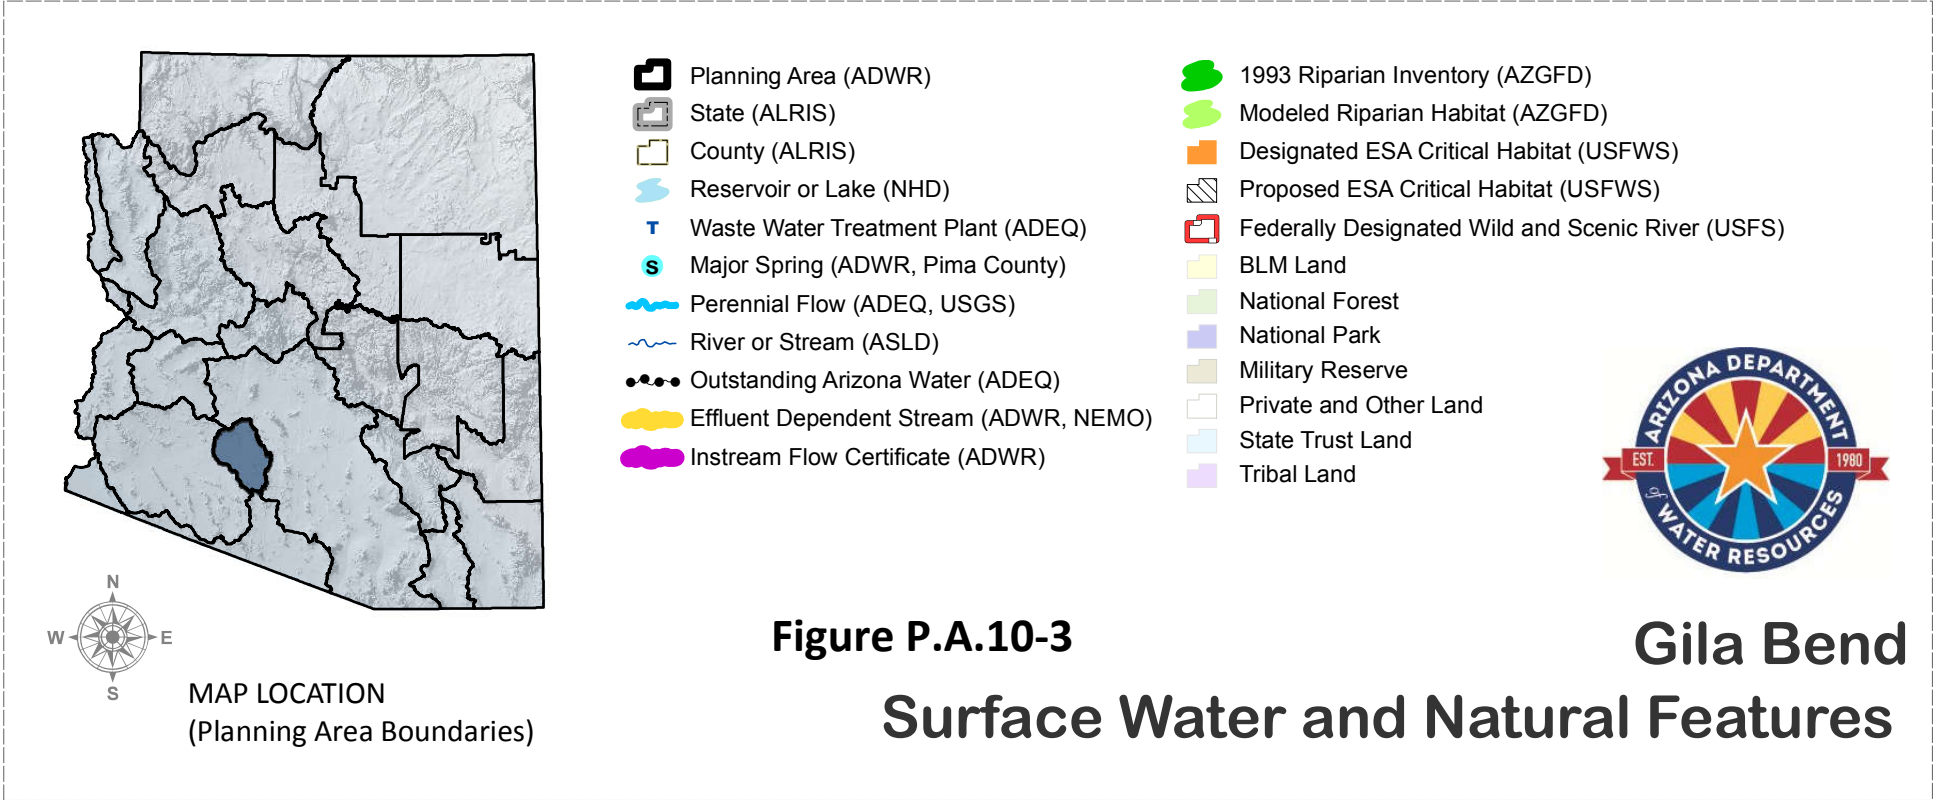 Planning Area (ADWR)
State (ALRIS)
County (ALRIS)
Reservoir or Lake (NHD)
T Waste Water Treatment Plant (ADEQ)
S Major Spring (ADWR, Pima County)
Perennial Flow (ADEQ, USGS)
River or Stream (ASLD)
Outstanding Arizona Water (ADEQ)
Effluent Dependent Stream (ADWR, NEMO)
Instream Flow Certificate (ADWR)
1993 Riparian Inventory (AZGFD)
Modeled Riparian Habitat (AZGFD)
Designated ESA Critical Habitat (USFWS)
Proposed ESA Critical Habitat (USFWS)
Federally Designated Wild and Scenic River (USFS)
BLM Land
National Forest
National Park
Military Reserve
Private and Other Land
State Trust Land
Tribal Land
ARIZONA DEPARTMENT
of WATER RESOURCES
EST. 1980
N
W E
S
MAP LOCATION
(Planning Area Boundaries)
Figure P.A.10-3
Gila Bend
Surface Water and Natural Features